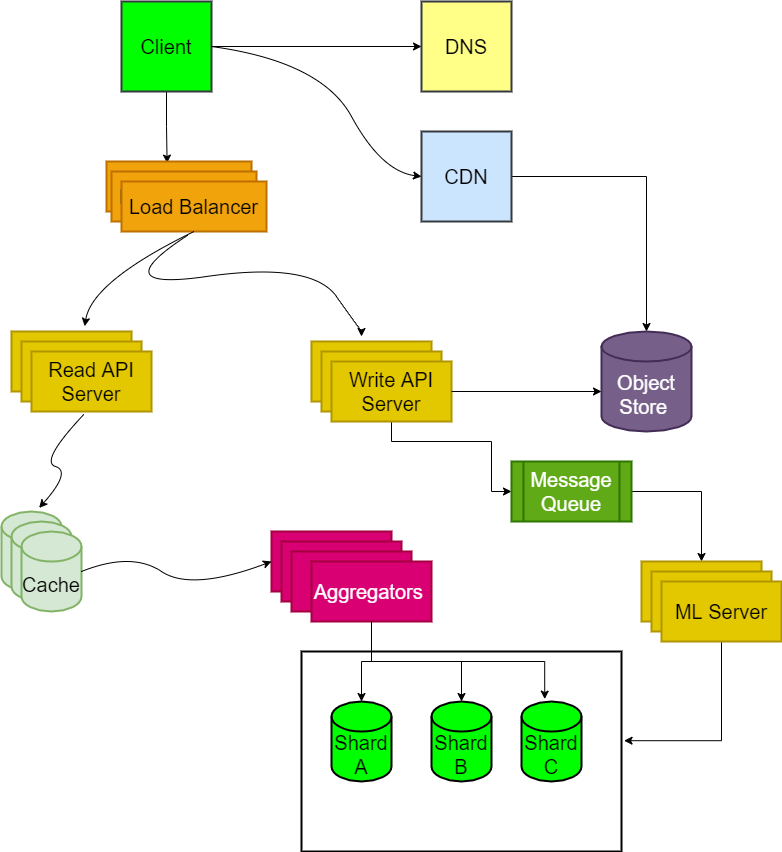 Client
DNS
CDN
Load Balancer
Read API
Server
Write API
Server
Object
Store
Message
Queue
Cache
Aggregators
ML Server
Shard
A
Shard
B
Shard
C